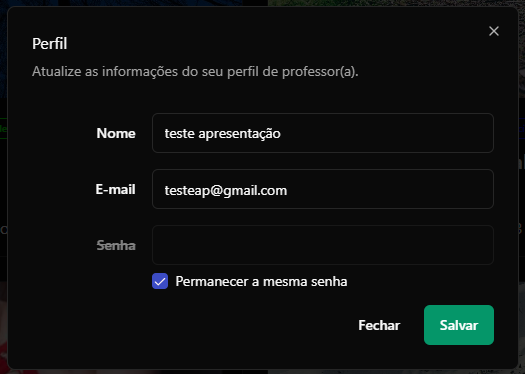 Perfil
Atualize as informações do seu perfil de professor(a).
Nome
teste apresentação
E-mail
testeap@gmail.com
Senha
Permanecer a mesma senha
Fechar
Salvar